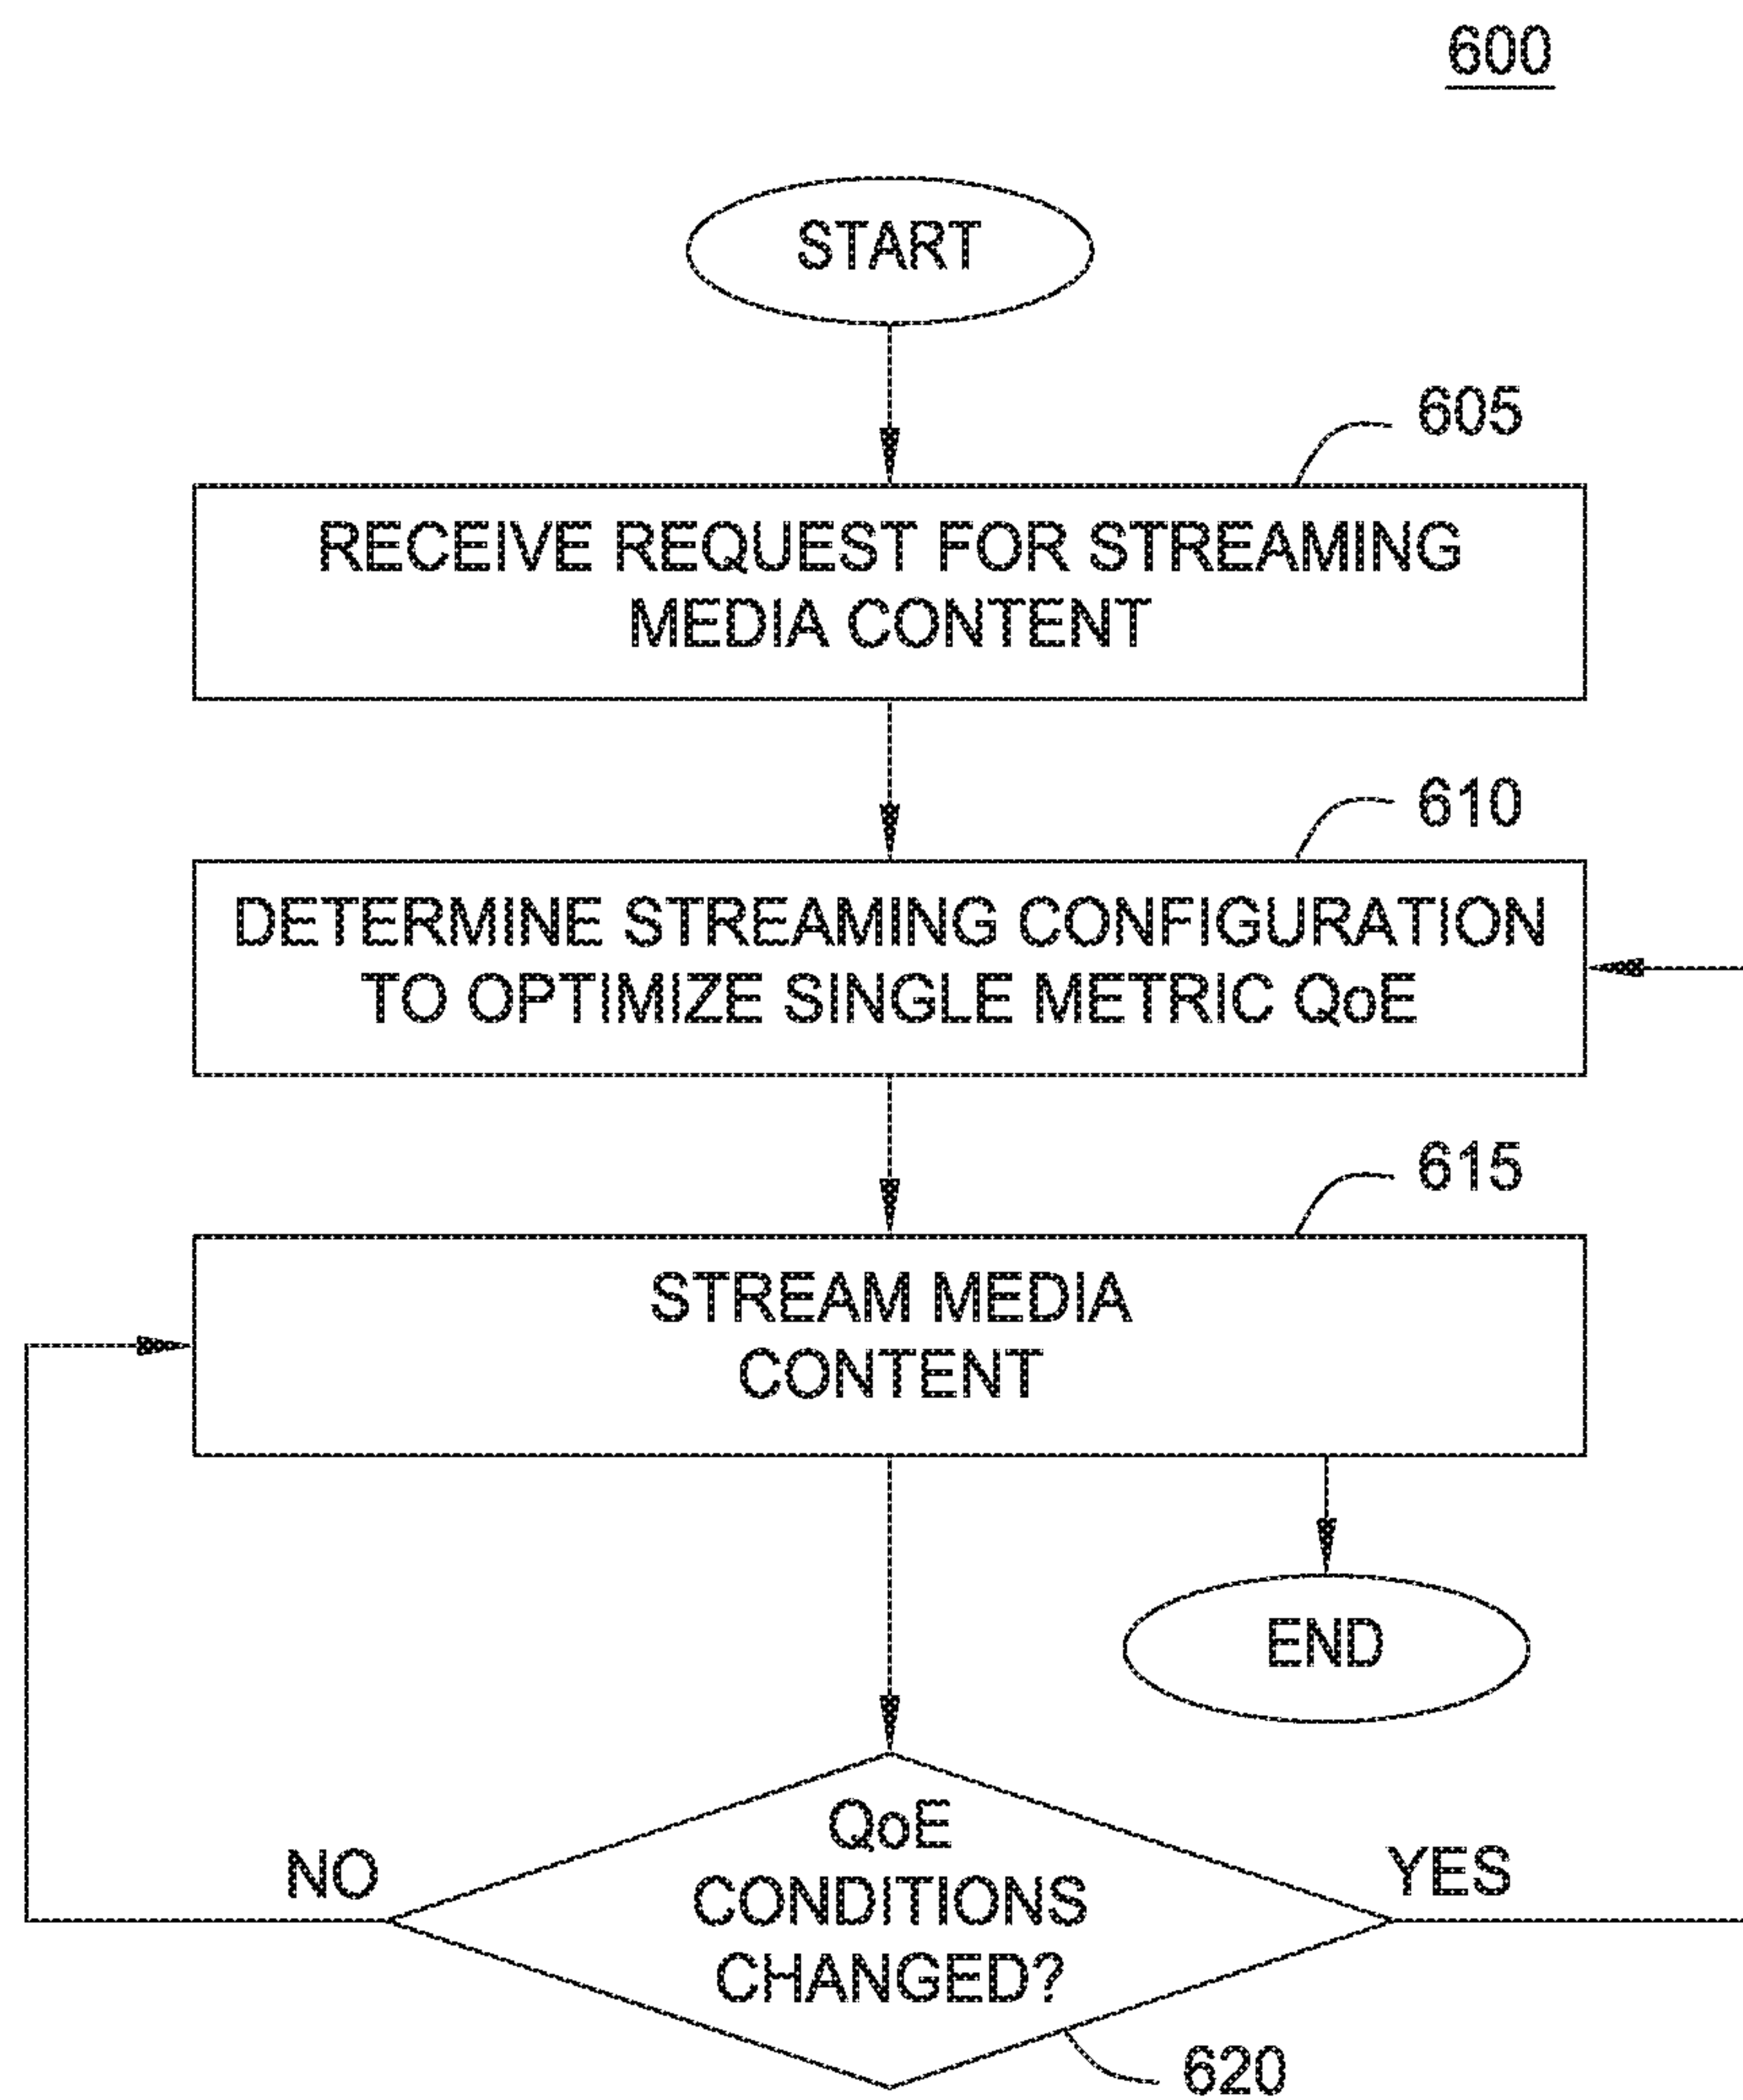 600
START
605
RECEIVE REQUEST FOR STREAMING
MEDIA CONTENT
610
DETERMINE STREAMING CONFIGURATION
TO OPTIMIZE SINGLE METRIC QoE
615
STREAM MEDIA
CONTENT
END
QoE
CONDITIONS
CHANGED?
NO
YES
620